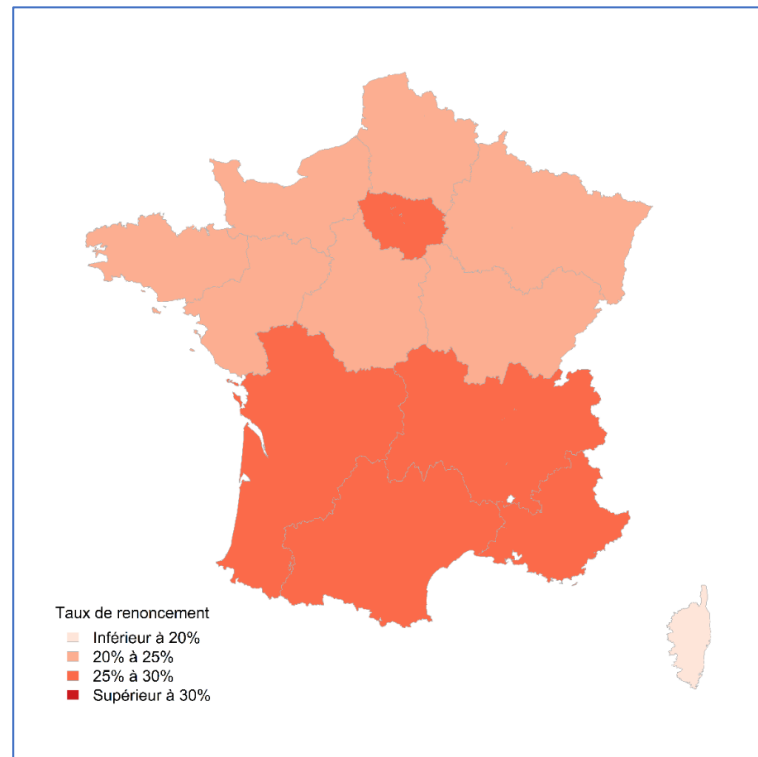 Taux de renoncement
Inférieur à 20%
20% à 25%
25% à 30%
Supérieur à 30%